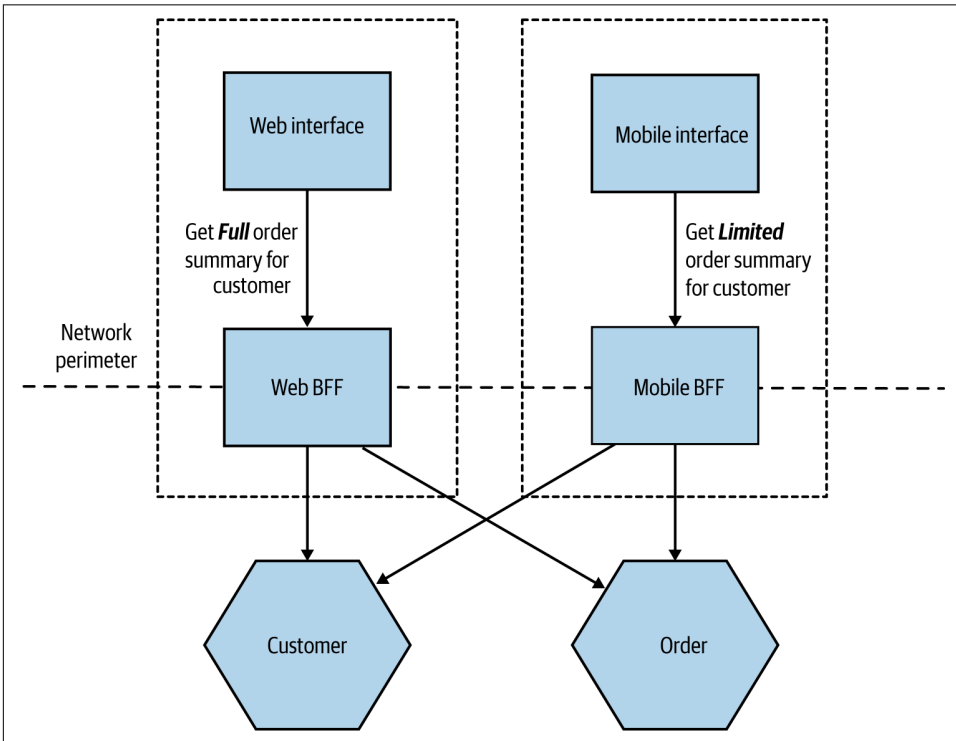 Web interface
Mobile interface
Get Full order
summary for
customer
Get Limited
order summary
for customer
Network
perimeter
Web BFF
Mobile BFF
Customer
Order